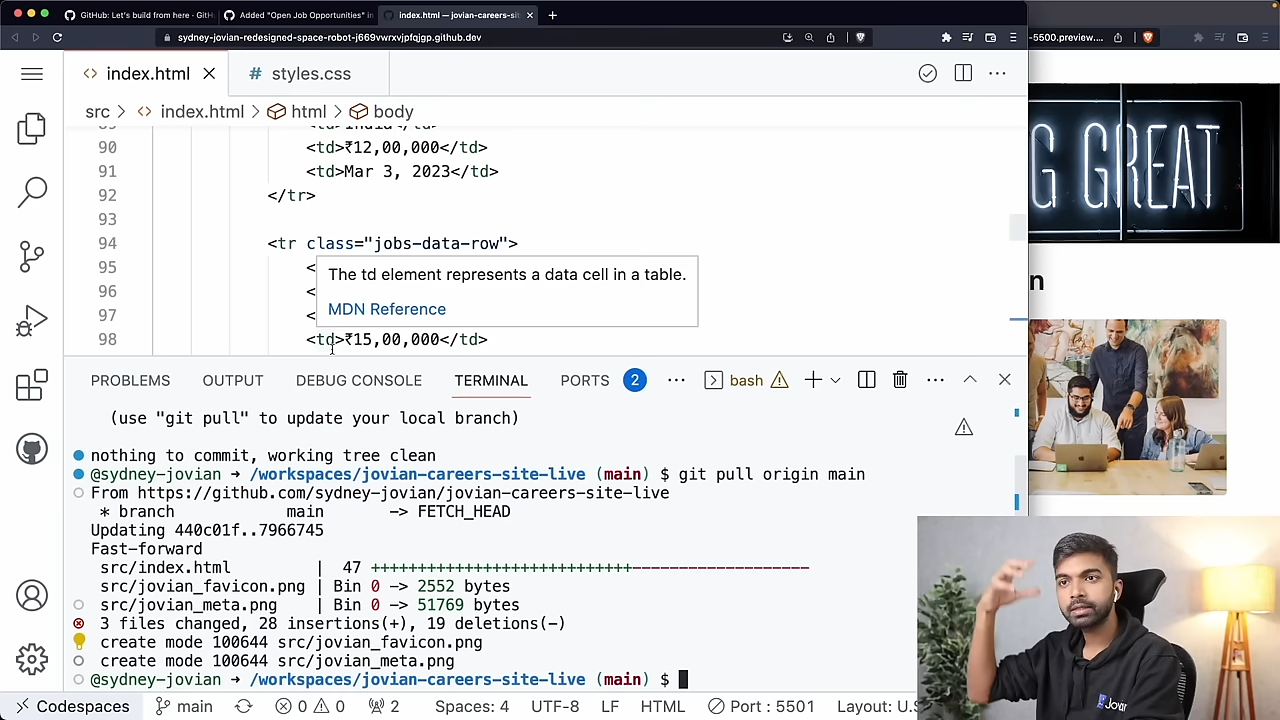 GitHub: Let's build from here · GitH
Added "Open Job Opportunities" in
index.html — jovian-careers-sit
sydney-jovian-redesigned-space-robot-j669vwrxvjpfqjgp.github.dev
-5500.preview....
index.html
# styles.css
src > index.html > html > body
90 <td>₹12,00,000</td>
91 <td>Mar 3, 2023</td>
92 </tr>
93
94 <tr class="jobs-data-row">
95 <
The td element represents a data cell in a table.
96 <
MDN Reference
97 <
98 <td>₹15,00,000</td>
G GREAT
n
PROBLEMS OUTPUT DEBUG CONSOLE TERMINAL PORTS 2 ... bash
(use "git pull" to update your local branch)
nothing to commit, working tree clean
@sydney-jovian → /workspaces/jovian-careers-site-live (main) $ git pull origin main
From https://github.com/sydney-jovian/jovian-careers-site-live
* branch main -> FETCH_HEAD
Updating 440c01f..7966745
Fast-forward
src/index.html | 47 ++++++++++++++++++++++++++++-------------------
src/jovian_favicon.png | Bin 0 -> 2552 bytes
src/jovian_meta.png | Bin 0 -> 51769 bytes
3 files changed, 28 insertions(+), 19 deletions(-)
create mode 100644 src/jovian_favicon.png
create mode 100644 src/jovian_meta.png
@sydney-jovian → /workspaces/jovian-careers-site-live (main) $
Codespaces main 0 0 2 Spaces: 4 UTF-8 LF HTML Port : 5501 Layout: U.S
Jovian